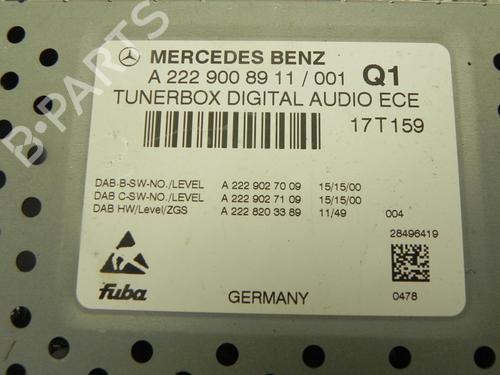 MERCEDES BENZ
A 222 900 89 11 / 001 Q1
TUNERBOX DIGITAL AUDIO ECE
17T159
DAB-B-SW-NO./LEVEL A 222 902 70 09 15/15/00
DAB C-SW-NO./LEVEL A 222 902 71 09 15/15/00
DAB HW/Level/ZGS A 222 820 33 89 11/49 004
28496419
fuba GERMANY 0478